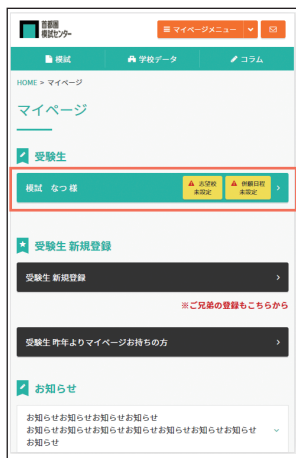 首都圏
模試センター
マイページメニュー
模試
学校データ
コラム
HOME > マイページ
マイページ
受験生
模試 なつ 様
志望校
未設定
併願日程
未設定
受験生 新規登録
受験生 新規登録
※ご兄弟の登録もこちらから
受験生 昨年よりマイページお持ちの方
お知らせ
お知らせお知らせお知らせお知らせ
お知らせお知らせお知らせお知らせお知らせお知らせ
お知らせ